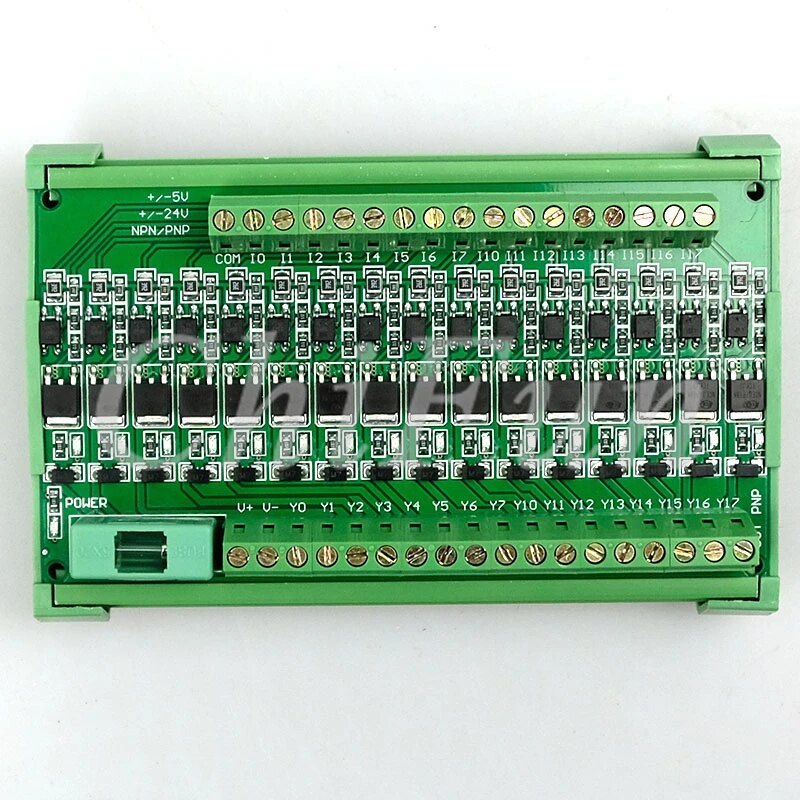 +/-5V
+/-24V
NPN/PNP
COM I0 I1 I2 I3 I4 I5 I6 I7 I10 I11 I12 I13 I14 I15 I16 I17
ChiHun
POWER
V+ V- Y0 Y1 Y2 Y3 Y4 Y5 Y6 Y7 Y10 Y11 Y12 Y13 Y14 Y15 Y16 Y17
PNP